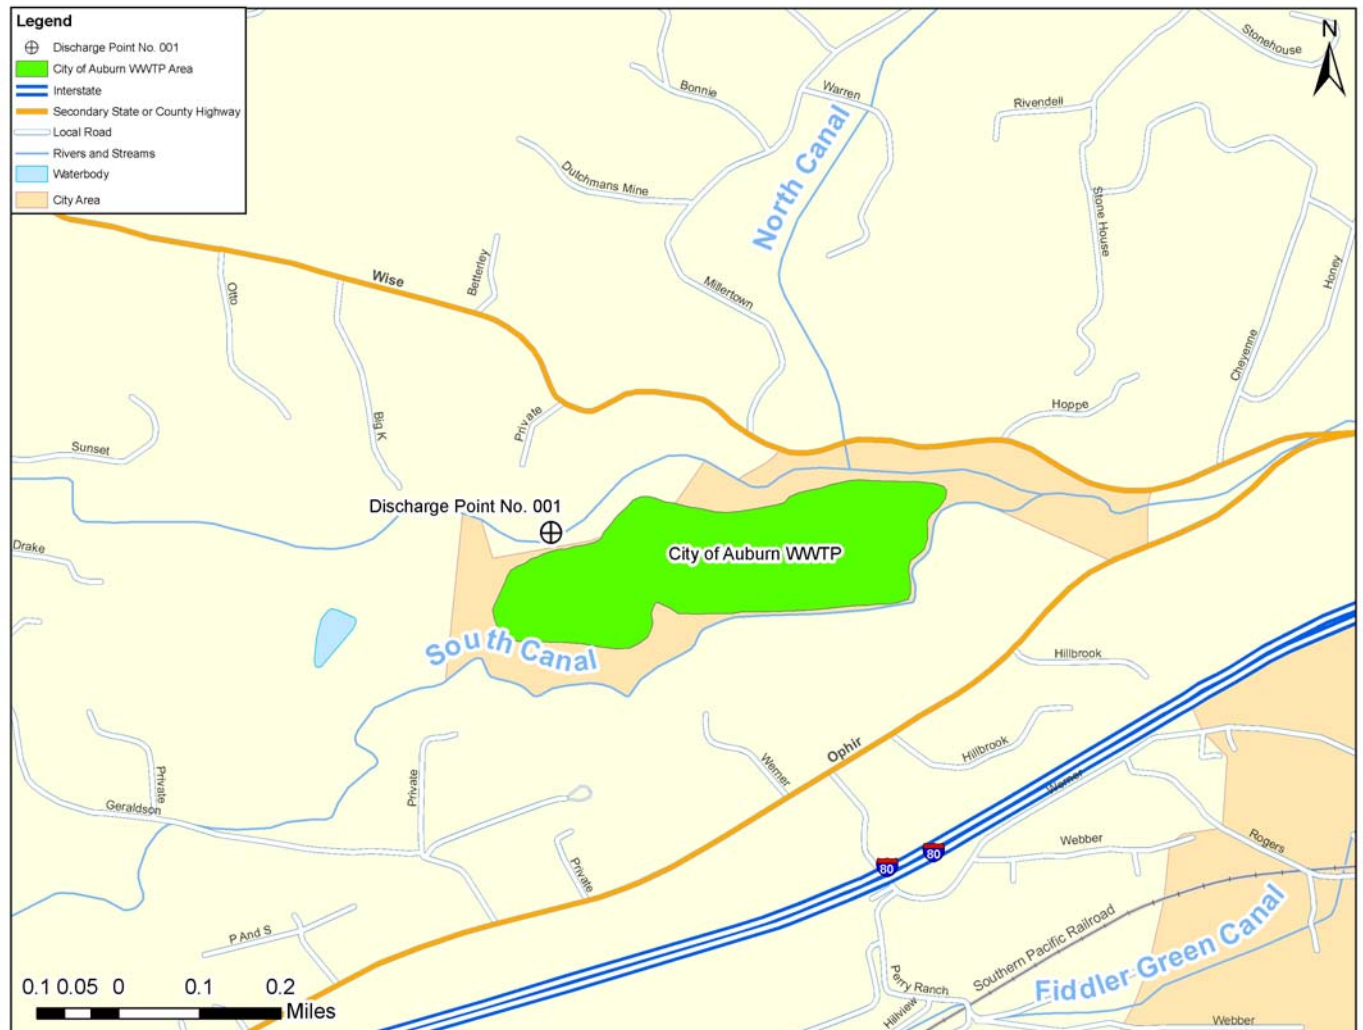 Legend
Discharge Point No. 001
City of Auburn WWTP Area
Interstate
Secondary State or County Highway
Local Road
Rivers and Streams
Waterbody
City Area
N
Stonehouse
Bonnie
Warren
Rivendell
North Canal
Dutchmans Mine
Stone House
Wise
Betterley
Otto
Millertown
Honey
Cheyenne
Hoppe
Private
Big K
Sunset
Discharge Point No. 001
City of Auburn WWTP
Drake
South Canal
Hillbrook
Ophir
Hillbrook
Werner
Werner
Private
Private
Geraldson
Webber
Rogers
80
80
Private
P And S
Southern Pacific Railroad
Fiddler Green Canal
Perry Ranch
Hillview
Webber
0.1 0.05 0 0.1 0.2
Miles